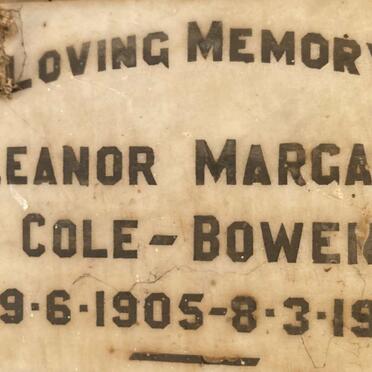 LOVING MEMORY
LEANOR MARGA
COLE-BOWEN
9·6·1905-8·3·19